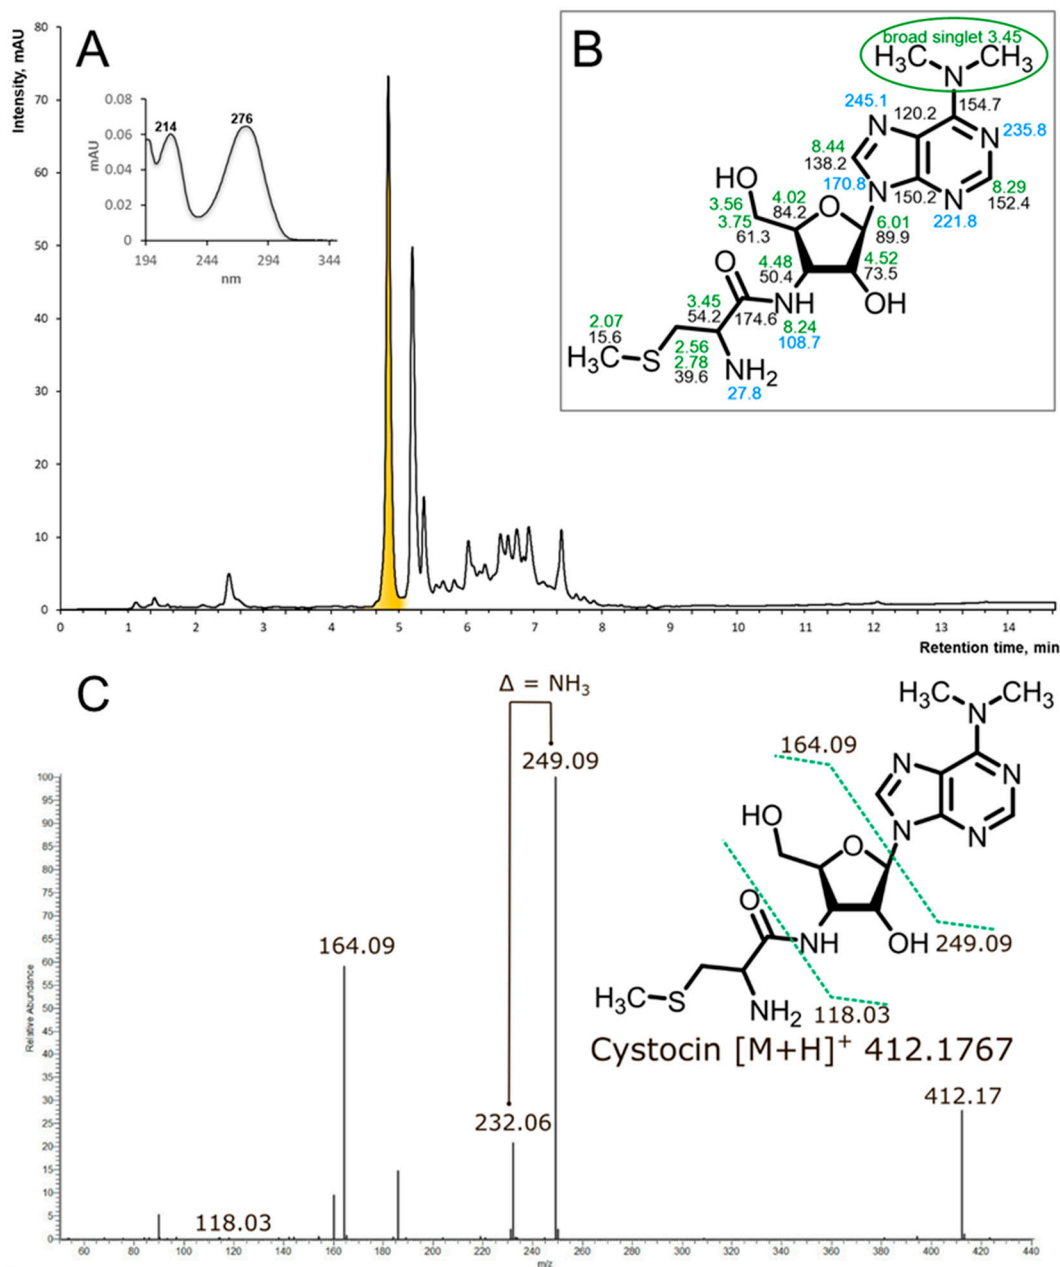 A
Intensity, mAU
80
70
60
50
40
30
20
10
0
0 1 2 3 4 5 6 7 8 9 10 11 12 13 14
Retention time, min
0.08
0.06
0.04
0.02
0
mAU
214
276
194 244 294 344
nm
B
broad singlet 3.45
H₃C N CH₃
245.1
120.2
154.7
N
N
235.8
8.44
138.2
170.8
N
150.2
N
221.8
8.29
152.4
HO
3.56
3.75
61.3
4.02
84.2
O
6.01
89.9
4.48
50.4
4.52
73.5
O
NH
OH
8.24
108.7
3.45
54.2
174.6
2.07
15.6
H₃C
S
2.56
2.78
39.6
NH₂
27.8
C
Δ = NH₃
249.09
164.09
232.06
118.03
412.17
Relative Abundance
100
95
90
85
80
75
70
65
60
55
50
45
40
35
30
25
20
15
10
5
0
60 80 100 120 140 160 180 200 220 240 260 280 300 320 340 360 380 400 420 440
m/z
H₃C N CH₃
164.09
N
N
N
N
HO
O
O
NH
OH
249.09
H₃C
S
NH₂
118.03
Cystocin [M+H]⁺ 412.1767